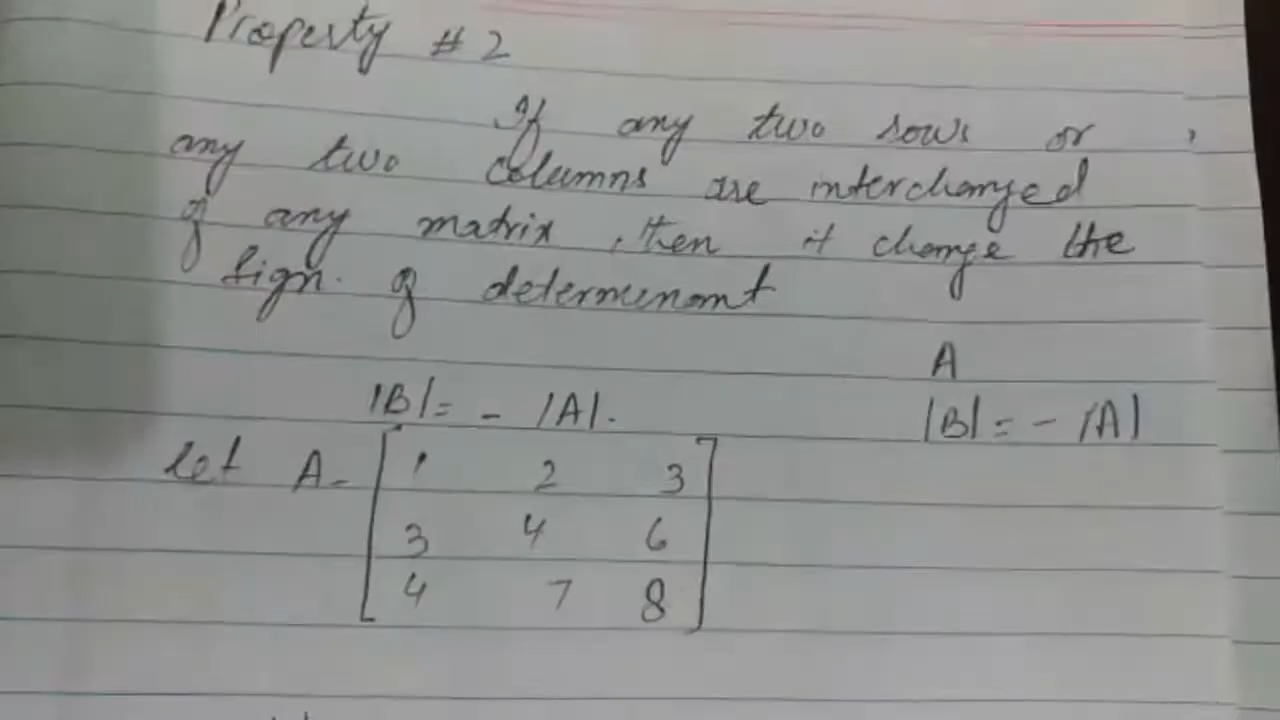 Property # 2
If any two rows or
any two columns are interchanged
of any matrix, then it change the
sign. of determenant
A
|B| = - |A|.
|B| = - |A|
let A = [1 2 3
3 4 6
4 7 8]